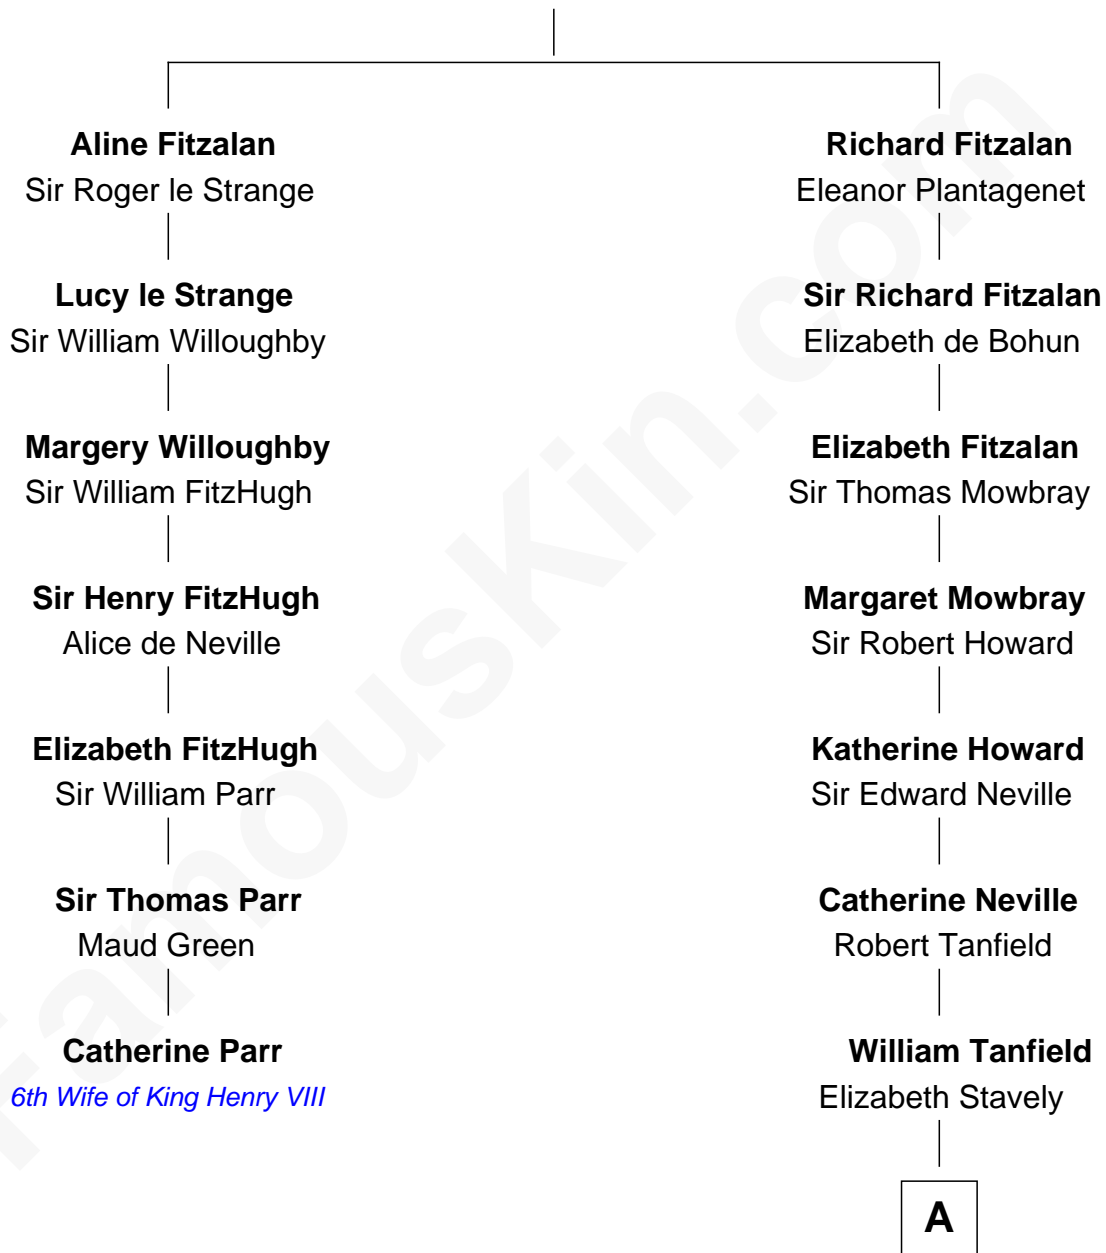 Aline Fitzalan
Sir Roger le Strange
Richard Fitzalan
Eleanor Plantagenet
Lucy le Strange
Sir William Willoughby
Sir Richard Fitzalan
Elizabeth de Bohun
Margery Willoughby
Sir William FitzHugh
Elizabeth Fitzalan
Sir Thomas Mowbray
Sir Henry FitzHugh
Alice de Neville
Margaret Mowbray
Sir Robert Howard
Elizabeth FitzHugh
Sir William Parr
Katherine Howard
Sir Edward Neville
Sir Thomas Parr
Maud Green
Catherine Neville
Robert Tanfield
Catherine Parr
6th Wife of King Henry VIII
William Tanfield
Elizabeth Stavely
A
FamousKin.com